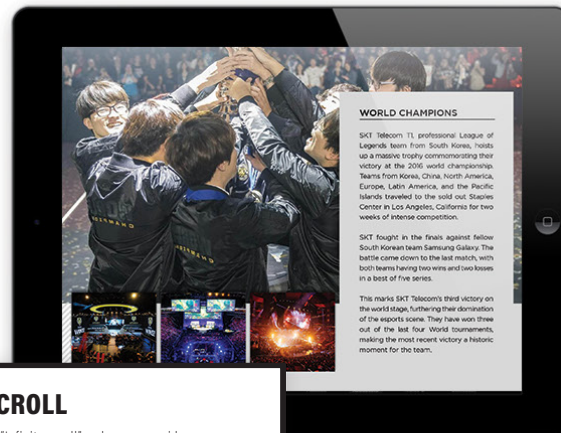 WORLD CHAMPIONS
SKT Telecom T1, professional League of
Legends team from South Korea, hoists
up a massive trophy commemorating their
victory at the 2016 world championship.
Teams from Korea, China, North America,
Europe, Latin America, and the Pacific
Islands traveled to the sold out Staples
Center in Los Angeles, California for two
weeks of intense competition.
SKT fought in the finals against fellow
South Korean team Samsung Galaxy. The
battle came down to the last match, with
both teams having two wins and two losses
in a best of five series.
This marks SKT Telecom's third victory on
the world stage, furthering their domination
of the esports scene. They have won three
out of the last four World tournaments,
making the most recent victory a historic
moment for the team.
CHAMPIONS
CHAMPIONS
CROLL